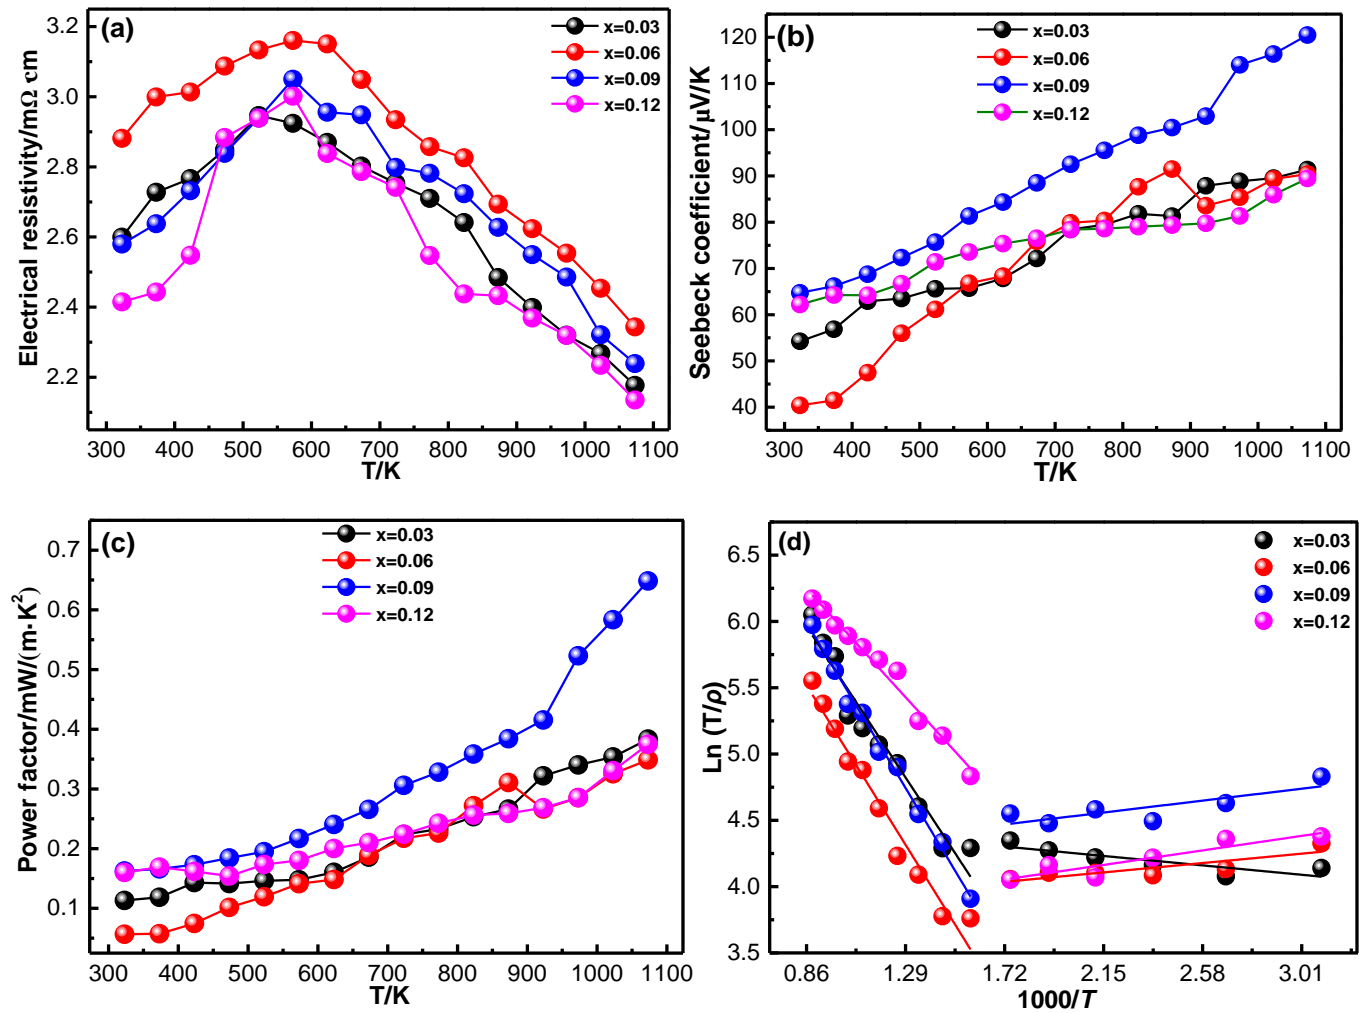 (a)
x=0.03
x=0.06
x=0.09
x=0.12
Electrical resistivity/mΩ·cm
3.2
3.0
2.8
2.6
2.4
2.2
300 400 500 600 700 800 900 1000 1100
T/K
(b)
x=0.03
x=0.06
x=0.09
x=0.12
Seebeck coefficient/μV/K
120
110
100
90
80
70
60
50
40
300 400 500 600 700 800 900 1000 1100
T/K
(c)
x=0.03
x=0.06
x=0.09
x=0.12
Power factor/mW/(m·K²)
0.7
0.6
0.5
0.4
0.3
0.2
0.1
300 400 500 600 700 800 900 1000 1100
T/K
(d)
x=0.03
x=0.06
x=0.09
x=0.12
Ln (T/ρ)
6.5
6.0
5.5
5.0
4.5
4.0
3.5
0.86 1.29 1.72 2.15 2.58 3.01
1000/T